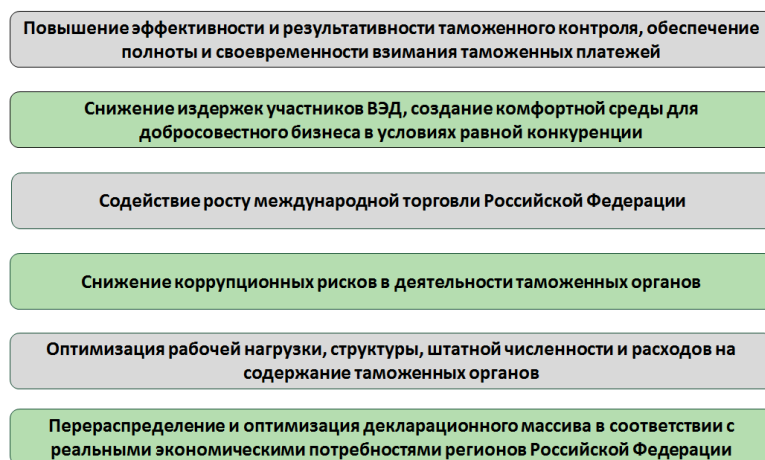 Повышение эффективности и результативности таможенного контроля, обеспечение
полноты и своевременности взимания таможенных платежей
Снижение издержек участников ВЭД, создание комфортной среды для
добросовестного бизнеса в условиях равной конкуренции
Содействие росту международной торговли Российской Федерации
Снижение коррупционных рисков в деятельности таможенных органов
Оптимизация рабочей нагрузки, структуры, штатной численности и расходов на
содержание таможенных органов
Перераспределение и оптимизация декларационного массива в соответствии с
реальными экономическими потребностями регионов Российской Федерации